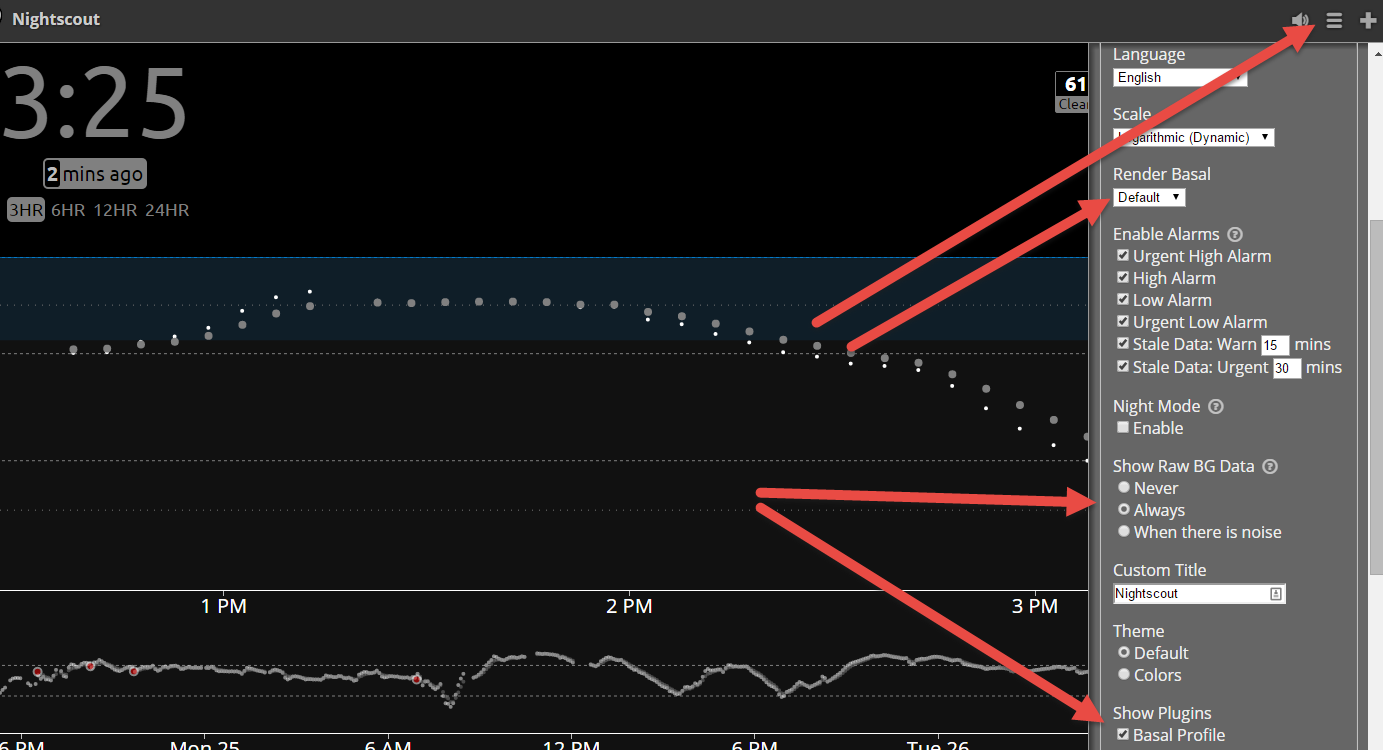 Nightscout
3:25
2 mins ago
3HR 6HR 12HR 24HR
61
Clear
1 PM
2 PM
3 PM
6 PM
Mon 25
6 AM
12 PM
6 PM
Tue 26
Language
English
Scale
Logarithmic (Dynamic)
Render Basal
Default
Enable Alarms ?
Urgent High Alarm
High Alarm
Low Alarm
Urgent Low Alarm
Stale Data: Warn 15 mins
Stale Data: Urgent 30 mins
Night Mode ?
Enable
Show Raw BG Data ?
Never
Always
When there is noise
Custom Title
Nightscout
Theme
Default
Colors
Show Plugins
Basal Profile